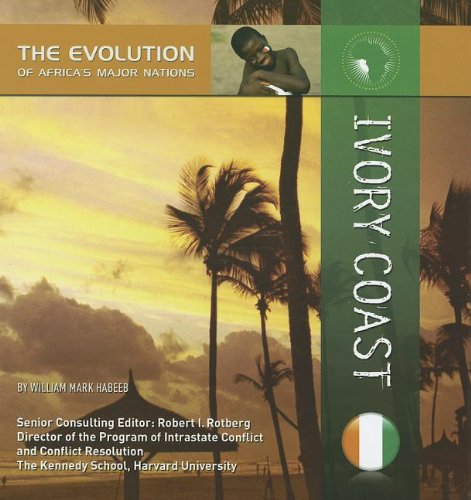 THE EVOLUTION
OF AFRICA'S MAJOR NATIONS
IVORY COAST
BY WILLIAM MARK HABEEB
Senior Consulting Editor: Robert I. Rotberg
Director of the Program of Intrastate Conflict
and Conflict Resolution
The Kennedy School, Harvard University